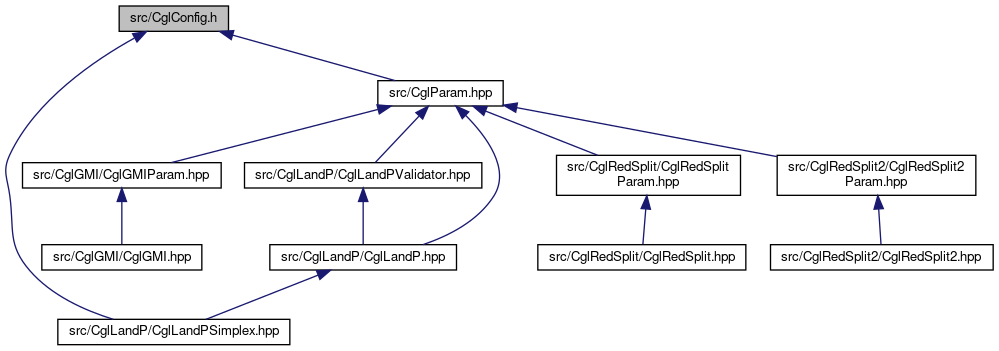 src/CglConfig.h
src/CglParam.hpp
src/CglGMI/CglGMIParam.hpp
src/CglLandP/CglLandPValidator.hpp
src/CglRedSplit/CglRedSplit
Param.hpp
src/CglRedSplit2/CglRedSplit2
Param.hpp
src/CglGMI/CglGMI.hpp
src/CglLandP/CglLandP.hpp
src/CglRedSplit/CglRedSplit.hpp
src/CglRedSplit2/CglRedSplit2.hpp
src/CglLandP/CglLandPSimplex.hpp